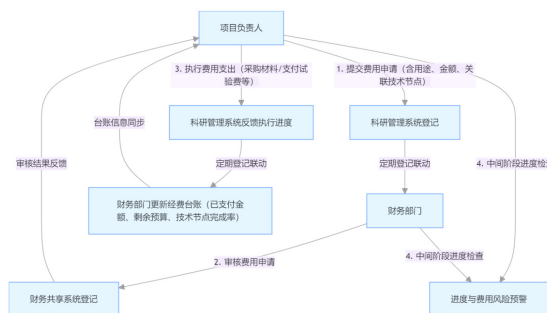 项目负责人
3. 执行费用支出（采购材料/支付试
验费等）
1. 提交费用申请（含用途、金额、关
联技术节点）
台账信息同步
科研管理系统反馈执行进度
科研管理系统登记
审核结果反馈
定期登记联动
定期登记联动
4. 中间阶段进度检查
财务部门更新经费台账（已支付金
额、剩余预算、技术节点完成率）
财务部门
2. 审核费用申请
4. 中间阶段进度检查
财务共享系统登记
进度与费用风险预警